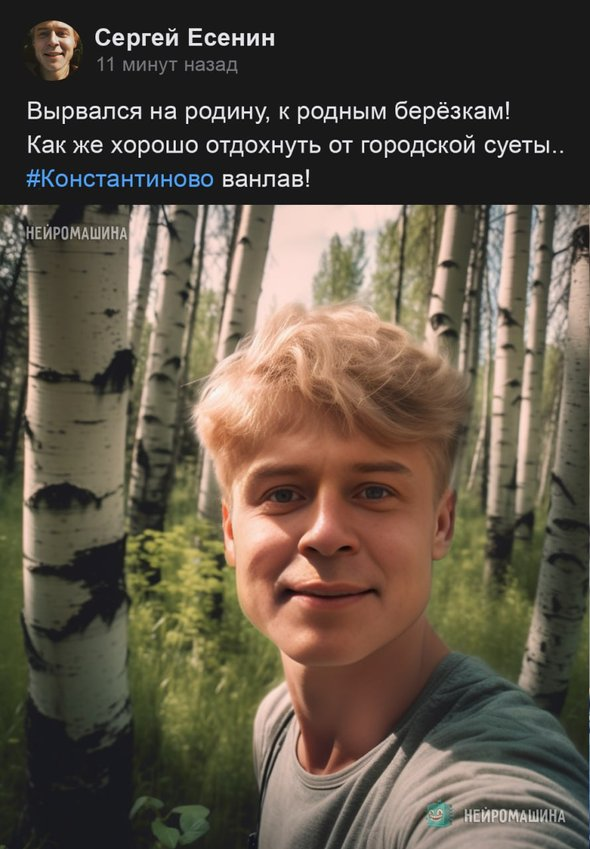 Сергей Есенин
11 минут назад
Вырвался на родину, к родным берёзкам!
Как же хорошо отдохнуть от городской суеты..
#Константиново ванлав!
НЕЙРОМАШИНА
НЕЙРОМАШИНА